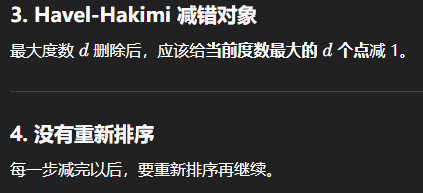 3. Havel-Hakimi 减错对象
最大度数 d 删除后，应该给当前度数最大的 d 个点减 1。
4. 没有重新排序
每一步减完以后，要重新排序再继续。